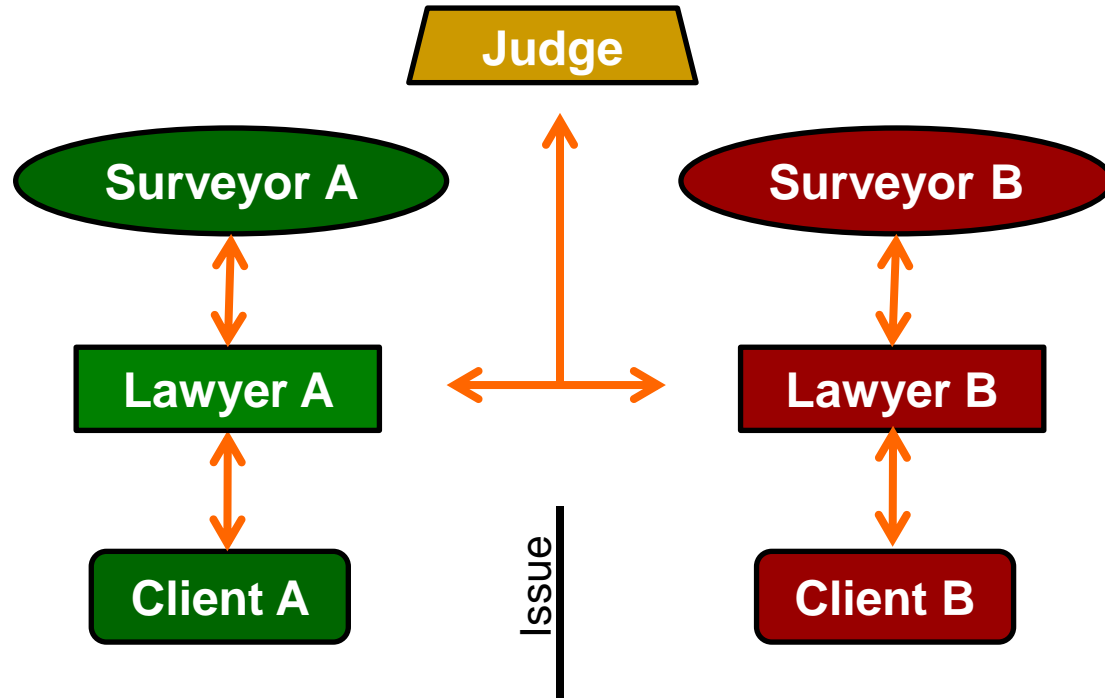 Judge
Surveyor A
Surveyor B
Lawyer A
Lawyer B
Issue
Client A
Client B